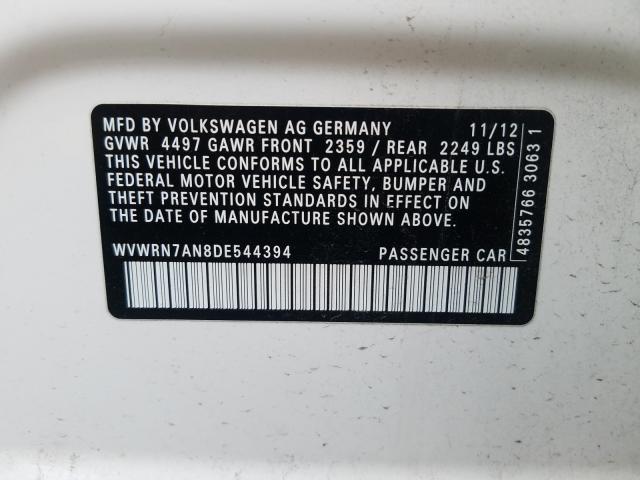 MFD BY VOLKSWAGEN AG GERMANY 11/12
GVWR 4497 GAWR FRONT 2359 / REAR 2249 LBS
THIS VEHICLE CONFORMS TO ALL APPLICABLE U.S.
FEDERAL MOTOR VEHICLE SAFETY, BUMPER AND
THEFT PREVENTION STANDARDS IN EFFECT ON
THE DATE OF MANUFACTURE SHOWN ABOVE.
WVWRN7AN8DE544394 PASSENGER CAR
4835766 30631